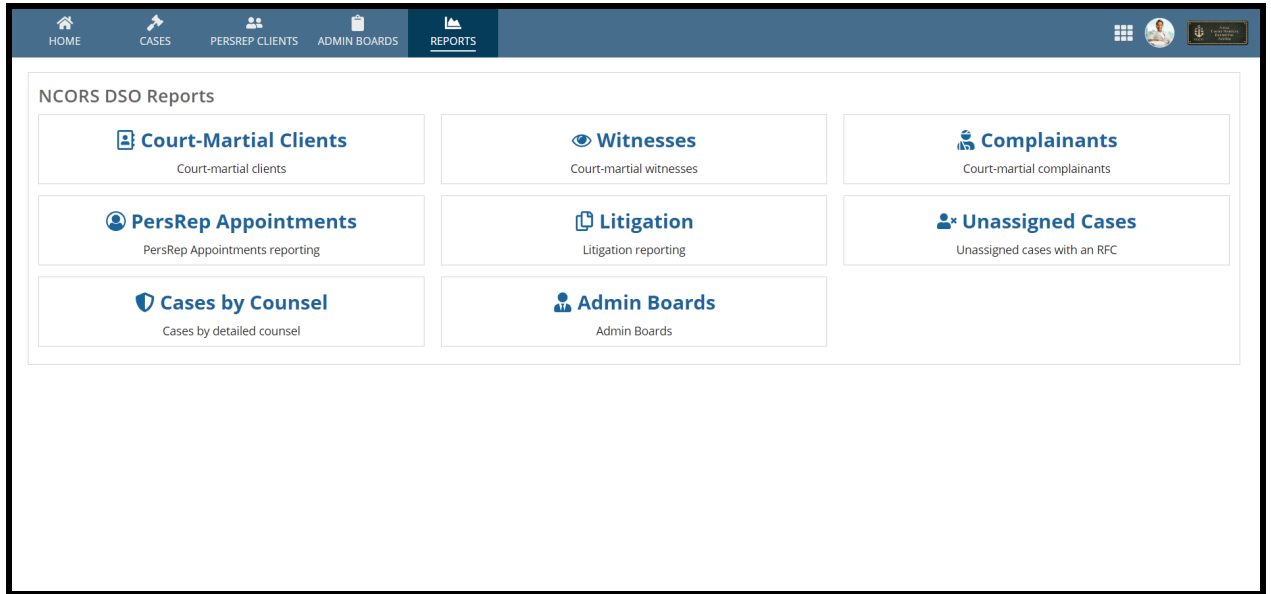 HOME
CASES
PERSREP CLIENTS
ADMIN BOARDS
REPORTS
NCORS DSO Reports
Court-Martial Clients
Court-martial clients
Witnesses
Court-martial witnesses
Complainants
Court-martial complainants
PersRep Appointments
PersRep Appointments reporting
Litigation
Litigation reporting
Unassigned Cases
Unassigned cases with an RFC
Cases by Counsel
Cases by detailed counsel
Admin Boards
Admin Boards